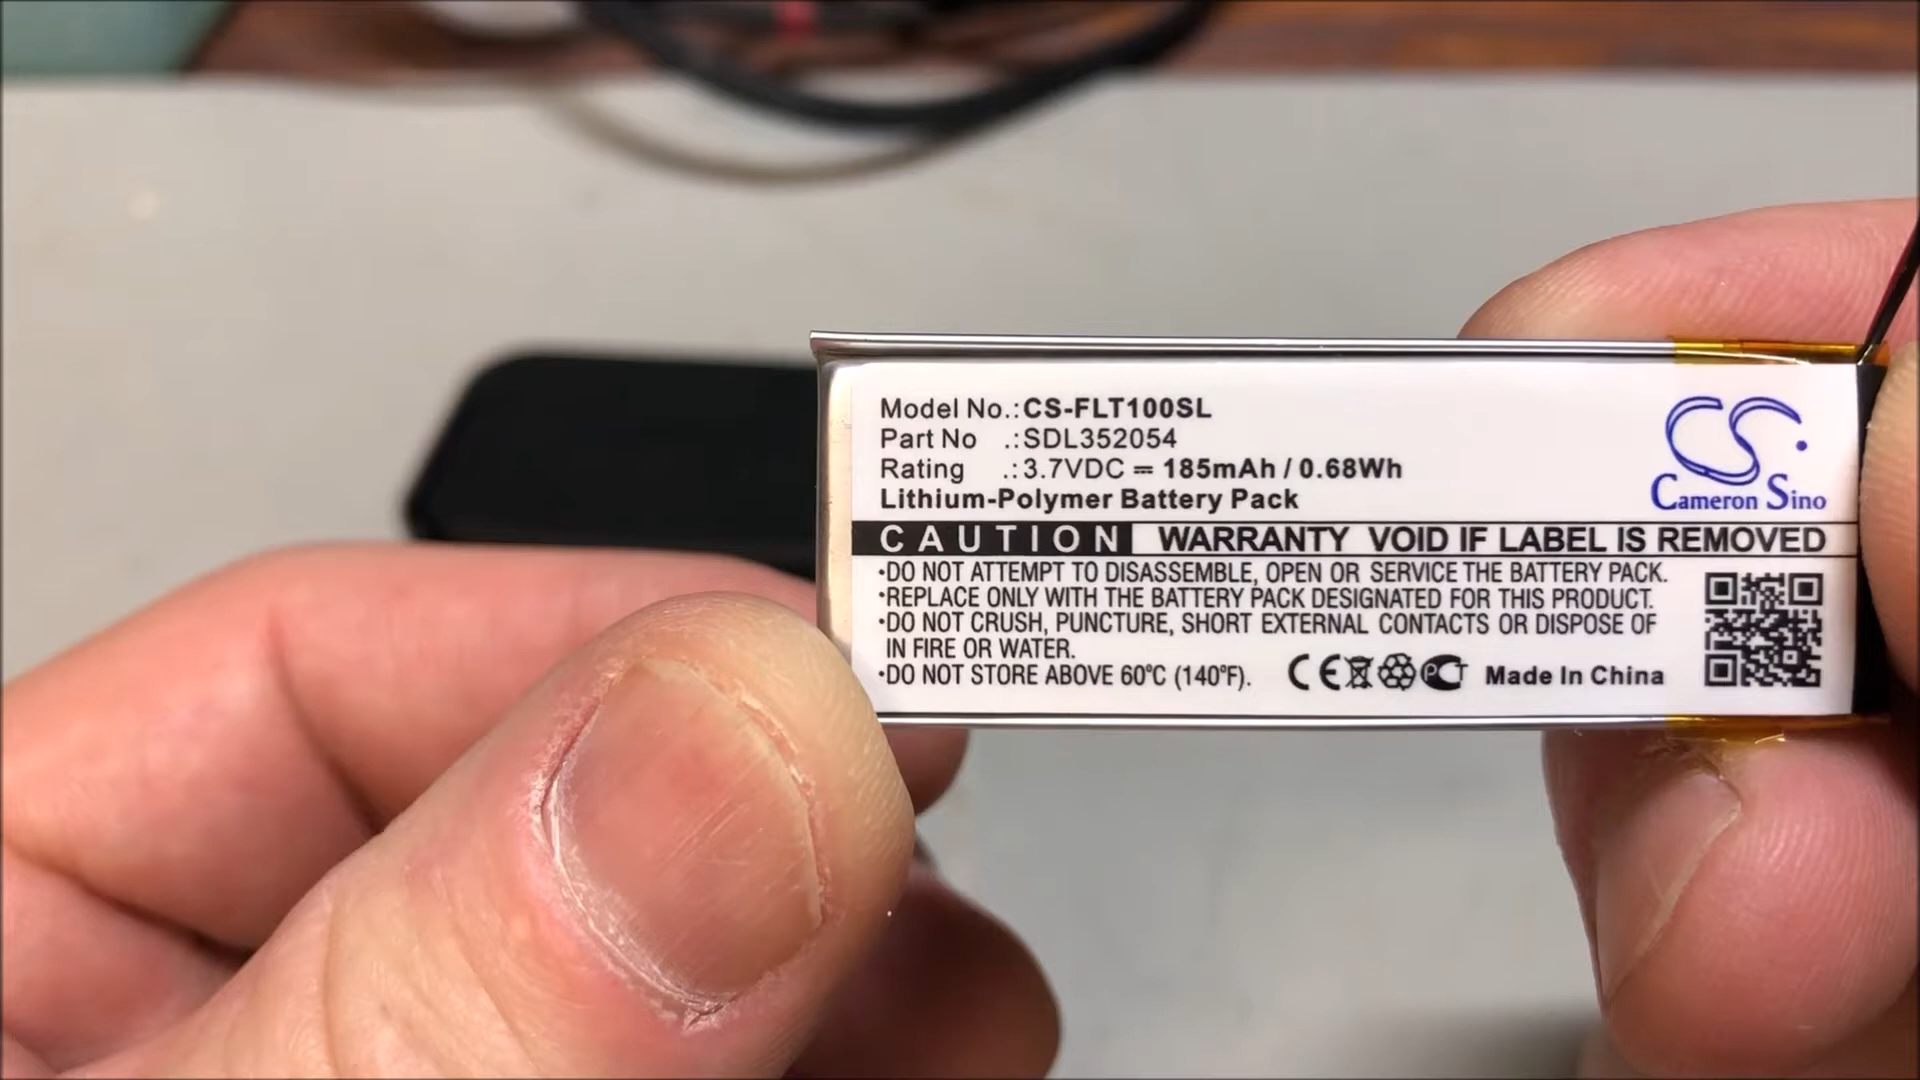 Model No.:CS-FLT100SL
Part No .:SDL352054
Rating .:3.7VDC ⎓ 185mAh / 0.68Wh
Lithium-Polymer Battery Pack
CS
Cameron Sino
CAUTION WARRANTY VOID IF LABEL IS REMOVED
•DO NOT ATTEMPT TO DISASSEMBLE, OPEN OR SERVICE THE BATTERY PACK.
•REPLACE ONLY WITH THE BATTERY PACK DESIGNATED FOR THIS PRODUCT.
•DO NOT CRUSH, PUNCTURE, SHORT EXTERNAL CONTACTS OR DISPOSE OF
IN FIRE OR WATER.
•DO NOT STORE ABOVE 60°C (140°F). CE PCT Made In China